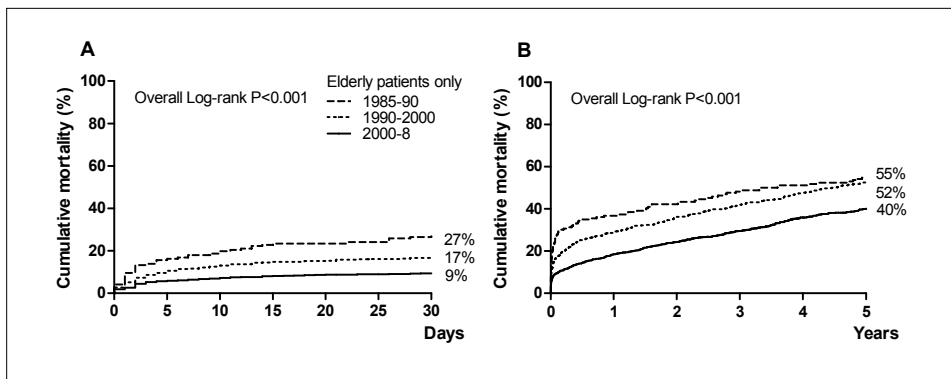 A
Cumulative mortality (%)
100
80
60
40
20
0
Overall Log-rank P<0.001
Elderly patients only
1985-90
1990-2000
2000-8
27%
17%
9%
0 5 10 15 20 25 30
Days
B
Cumulative mortality (%)
100
80
60
40
20
0
Overall Log-rank P<0.001
55%
52%
40%
0 1 2 3 4 5
Years